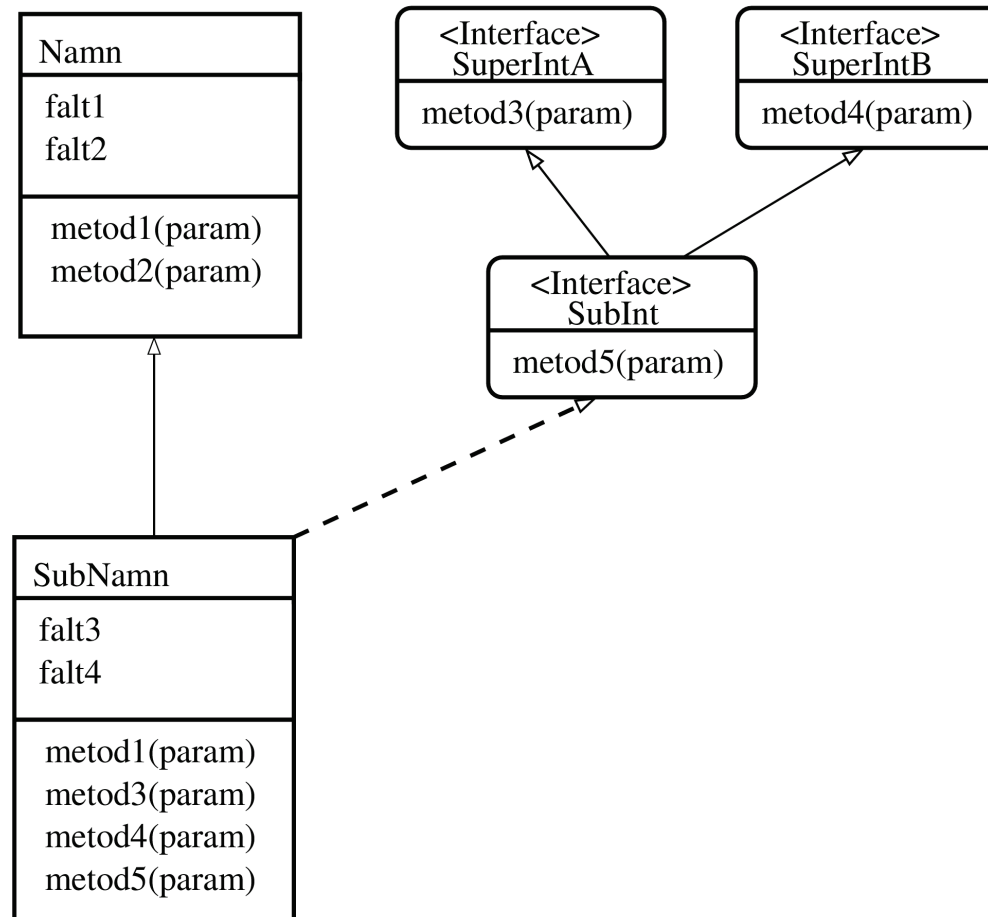 Namn
falt1
falt2
metod1(param)
metod2(param)
<Interface>
SuperIntA
metod3(param)
<Interface>
SuperIntB
metod4(param)
<Interface>
SubInt
metod5(param)
SubNamn
falt3
falt4
metod1(param)
metod3(param)
metod4(param)
metod5(param)